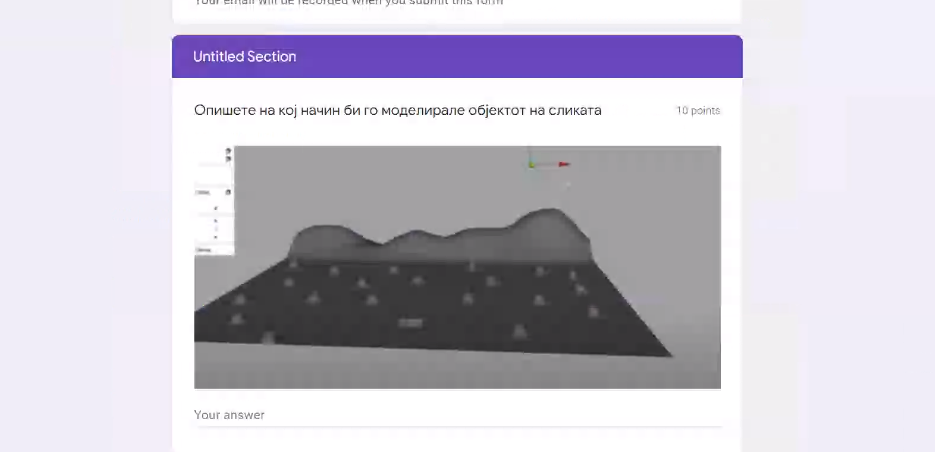 Your email will be recorded when you submit this form
Untitled Section
Опишете на кој начин би го моделирале објектот на сликата
10 points
Your answer